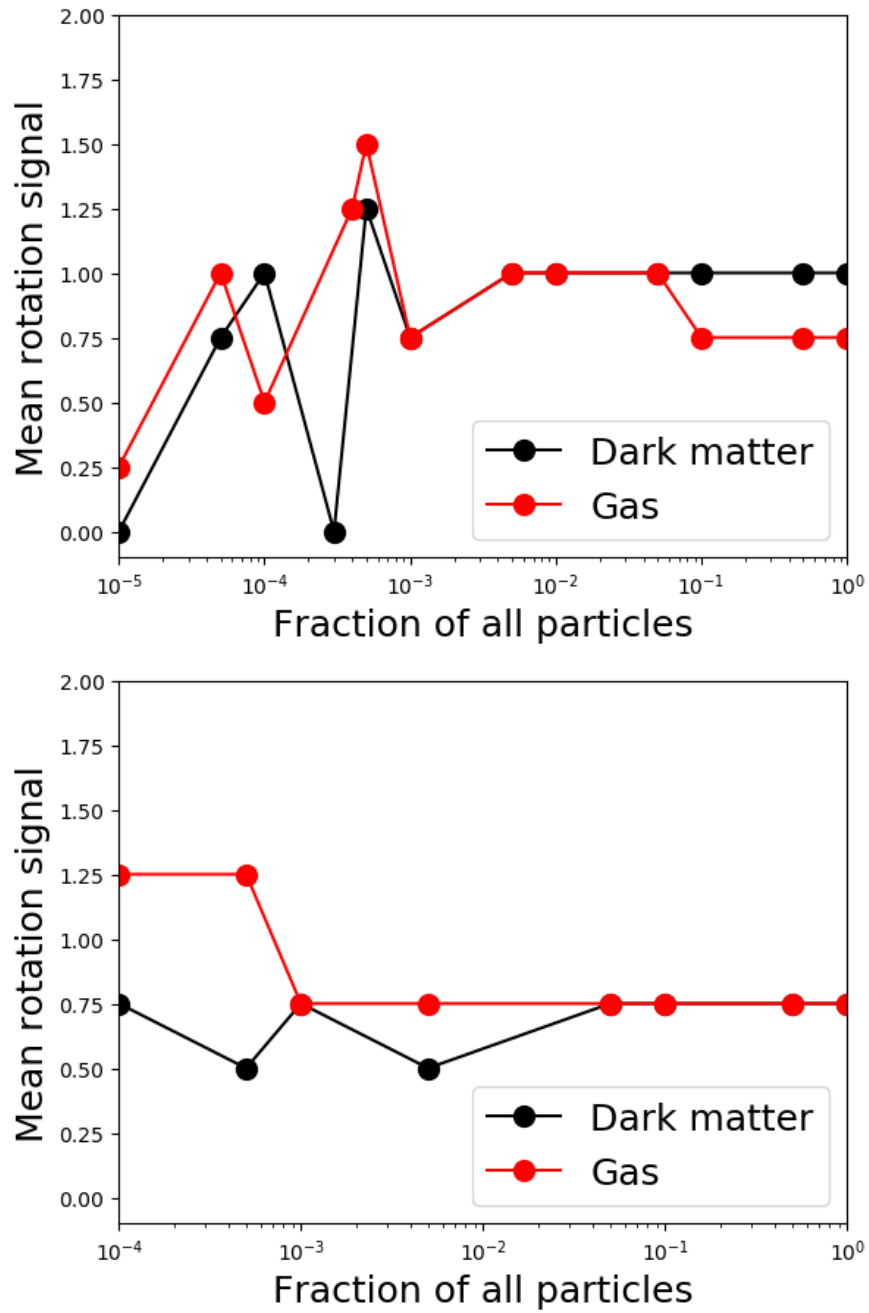 2.00
1.75
1.50
1.25
1.00
0.75
0.50
0.25
0.00
Mean rotation signal
Dark matter
Gas
10⁻⁵ 10⁻⁴ 10⁻³ 10⁻² 10⁻¹ 10⁰
Fraction of all particles
2.00
1.75
1.50
1.25
1.00
0.75
0.50
0.25
0.00
Mean rotation signal
Dark matter
Gas
10⁻⁴ 10⁻³ 10⁻² 10⁻¹ 10⁰
Fraction of all particles